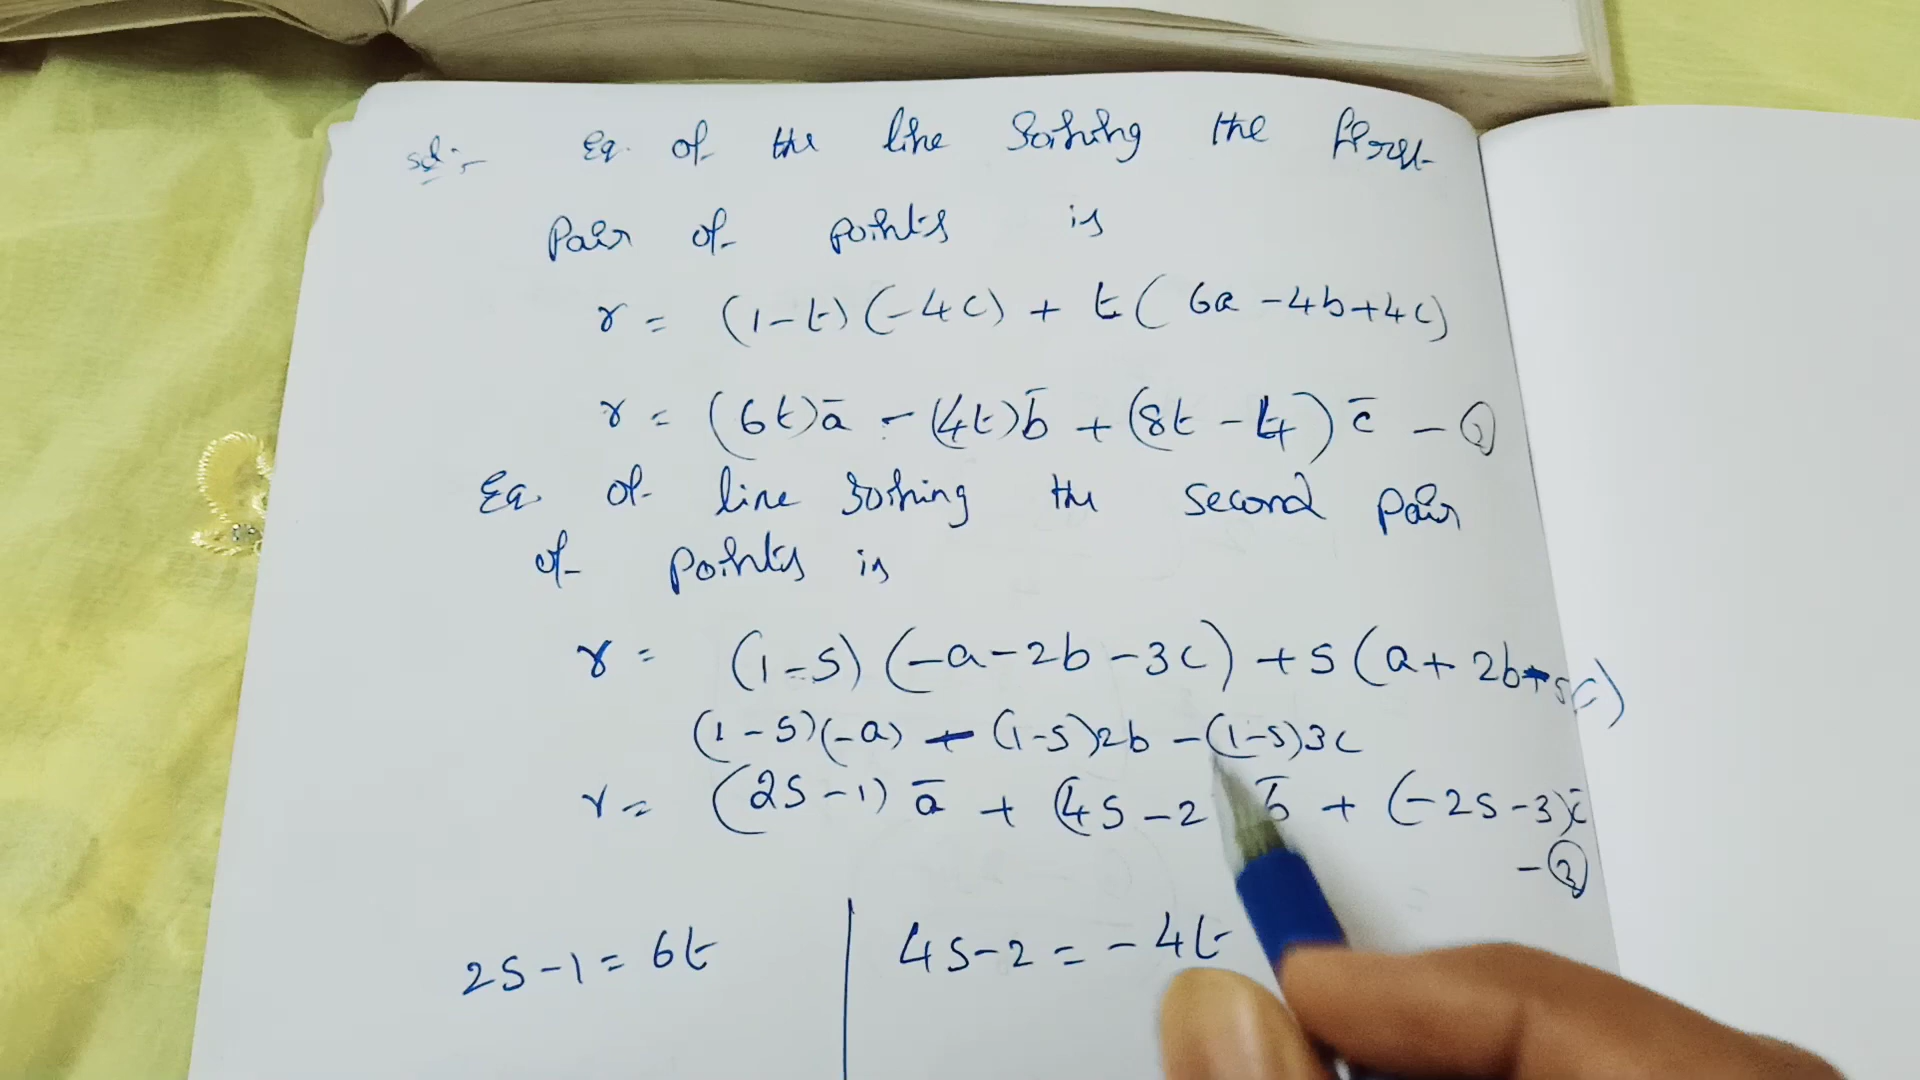 Sol:-
Eq. of the line Joining the first
Pair of points is
r = (1-t)(-4c) + t(6a-4b+4c)
r = (6t)a̅ - (4t)b̅ + (8t-4)c̅ -①
Eq. of line Joining the second pair
of points is
r = (1-s)(-a-2b-3c) + s(a+2b-5c)
(1-s)(-a) - (1-s)2b - (1-s)3c
r = (2s-1)a̅ + (4s-2 b̅ + (-2s-3)c̅
-②
2s-1=6t | 4s-2=-4t